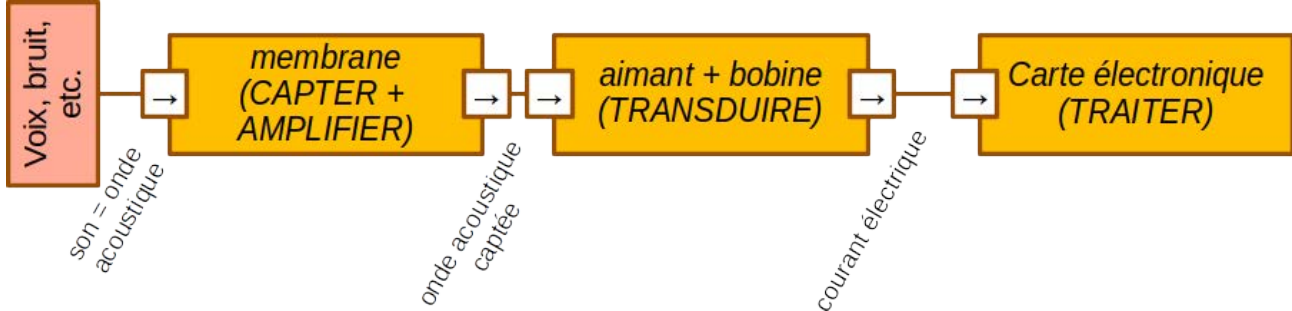 Voix, bruit,
etc.
→
membrane
(CAPTER +
AMPLIFIER)
→
→
aimant + bobine
(TRANSDUIRE)
→
→
Carte électronique
(TRAITER)
son = onde
acoustique
onde acoustique
captée
courant électrique